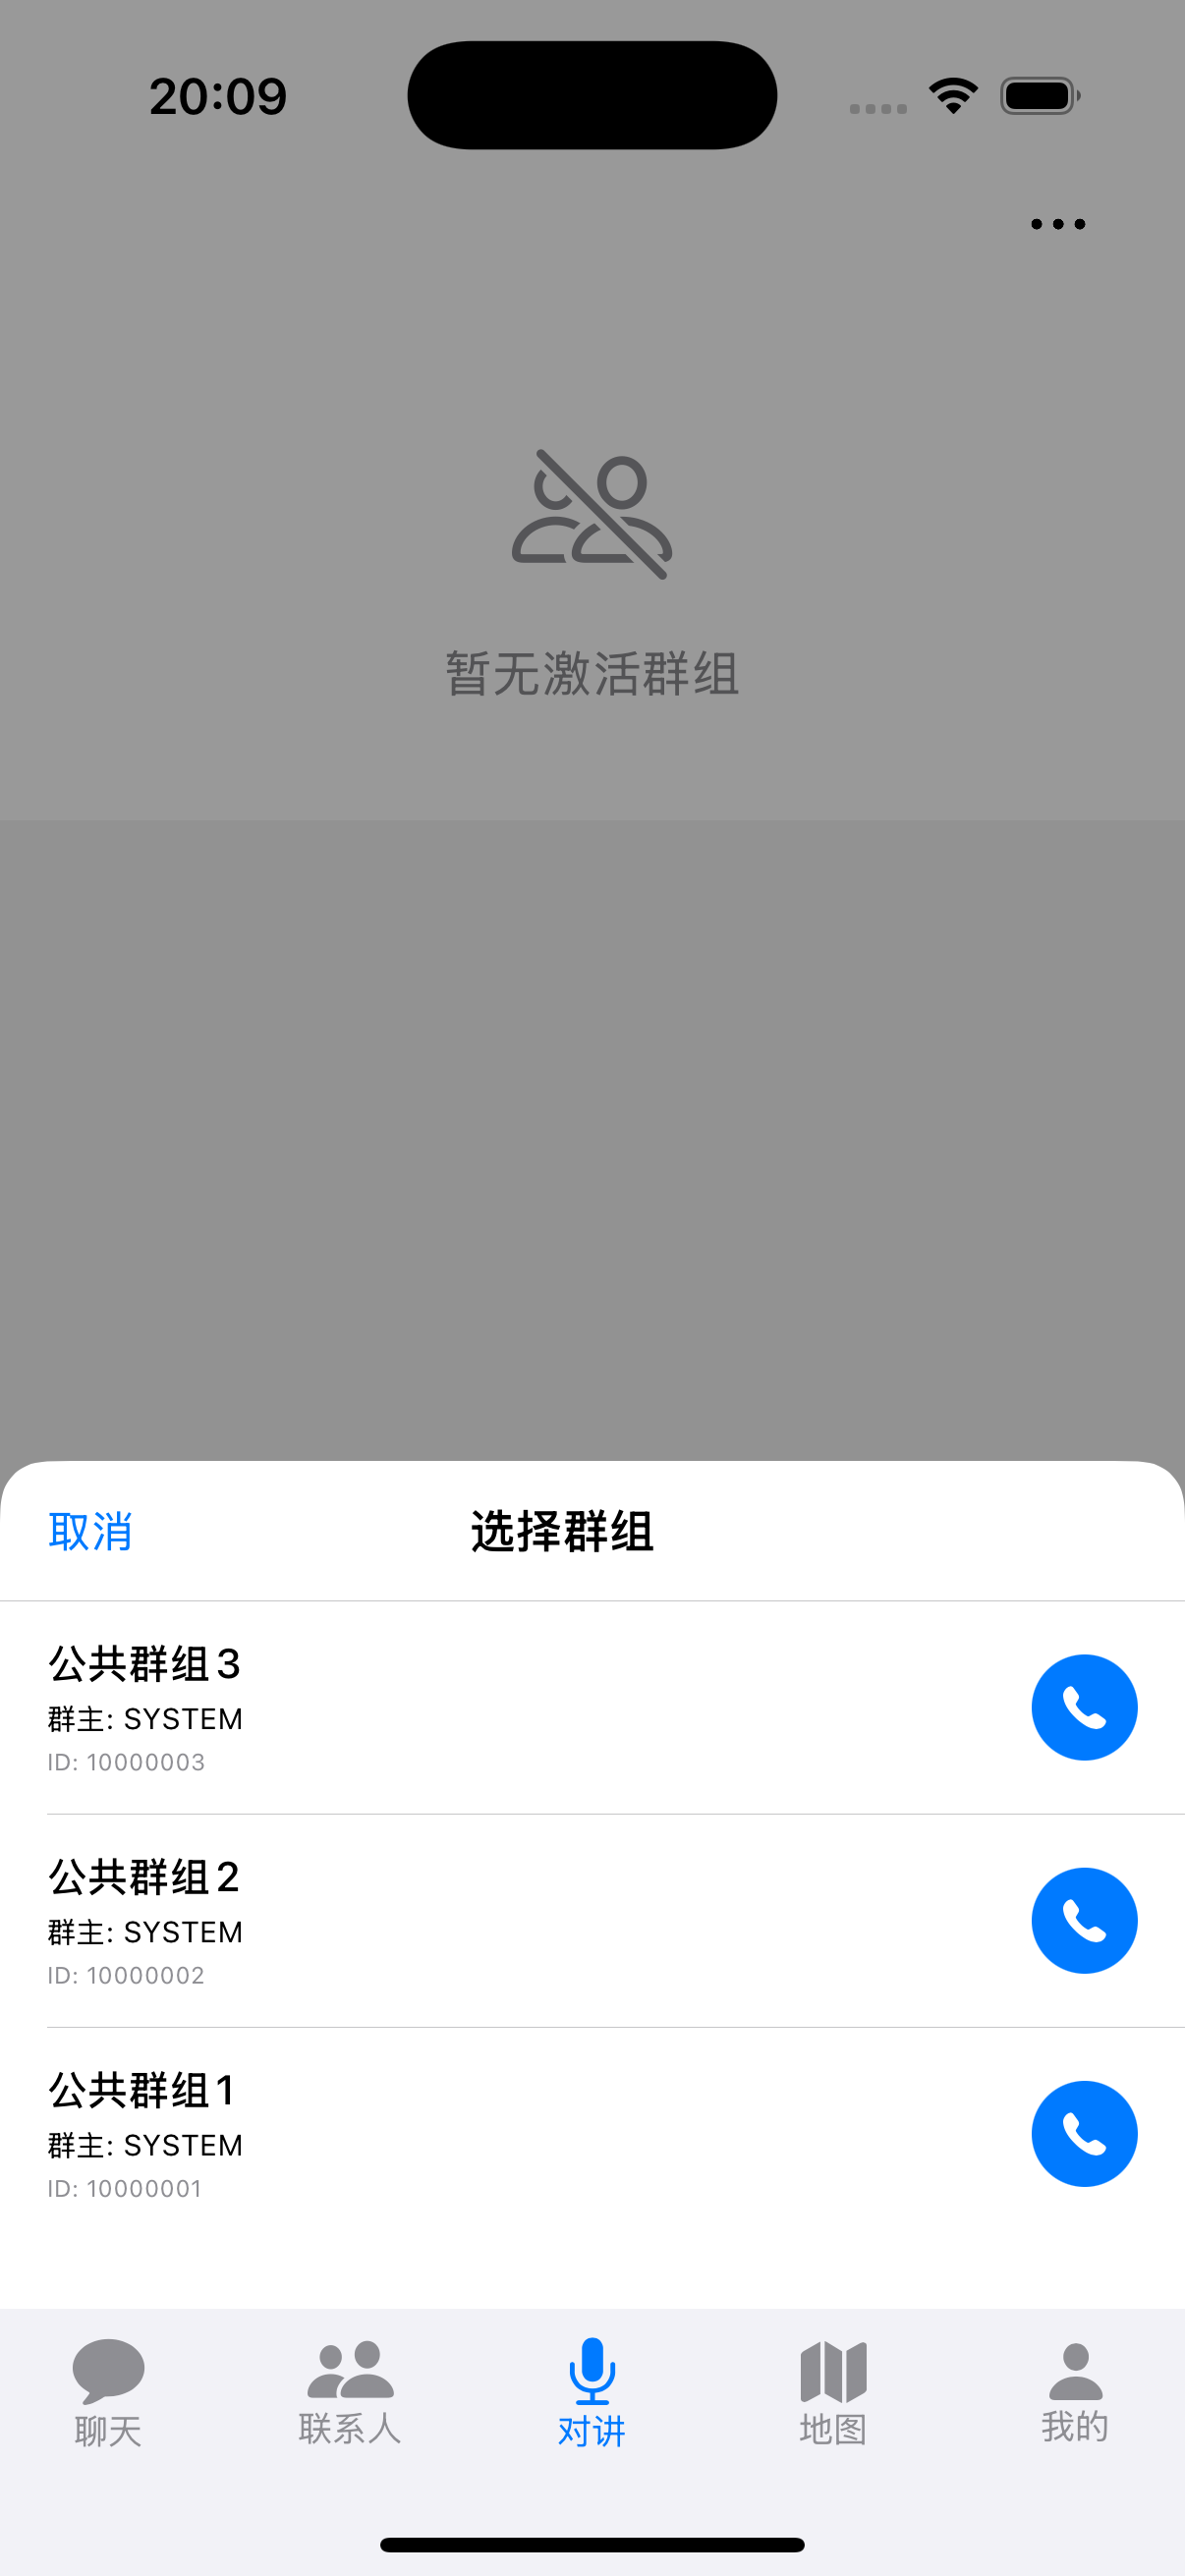 20:09
暂无激活群组
取消
选择群组
公共群组3
群主: SYSTEM
ID: 10000003
公共群组2
群主: SYSTEM
ID: 10000002
公共群组1
群主: SYSTEM
ID: 10000001
聊天
联系人
对讲
地图
我的